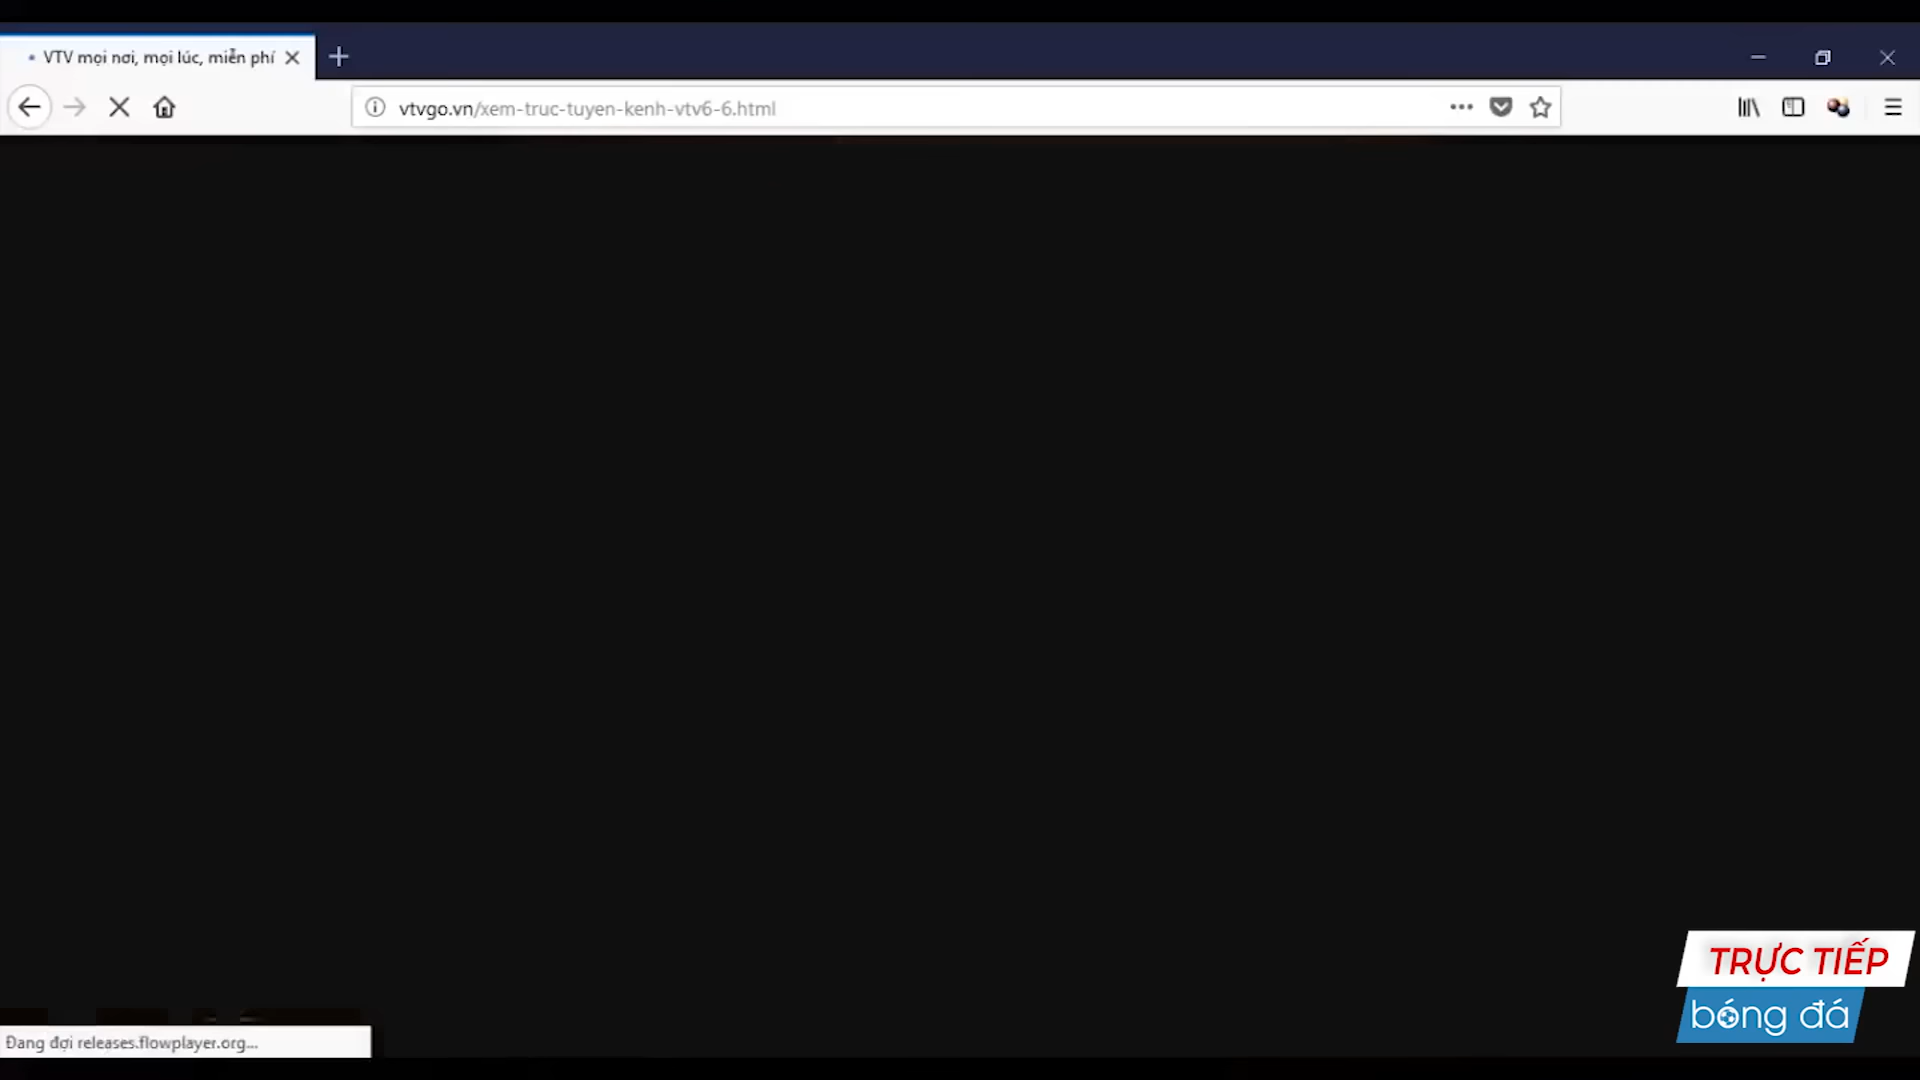 VTV mọi nơi, mọi lúc, miễn phí
vtvgo.vn/xem-truc-tuyen-kenh-vtv6-6.html
TRỰC TIẾP
bóng đá
Đang đợi releases.flowplayer.org...